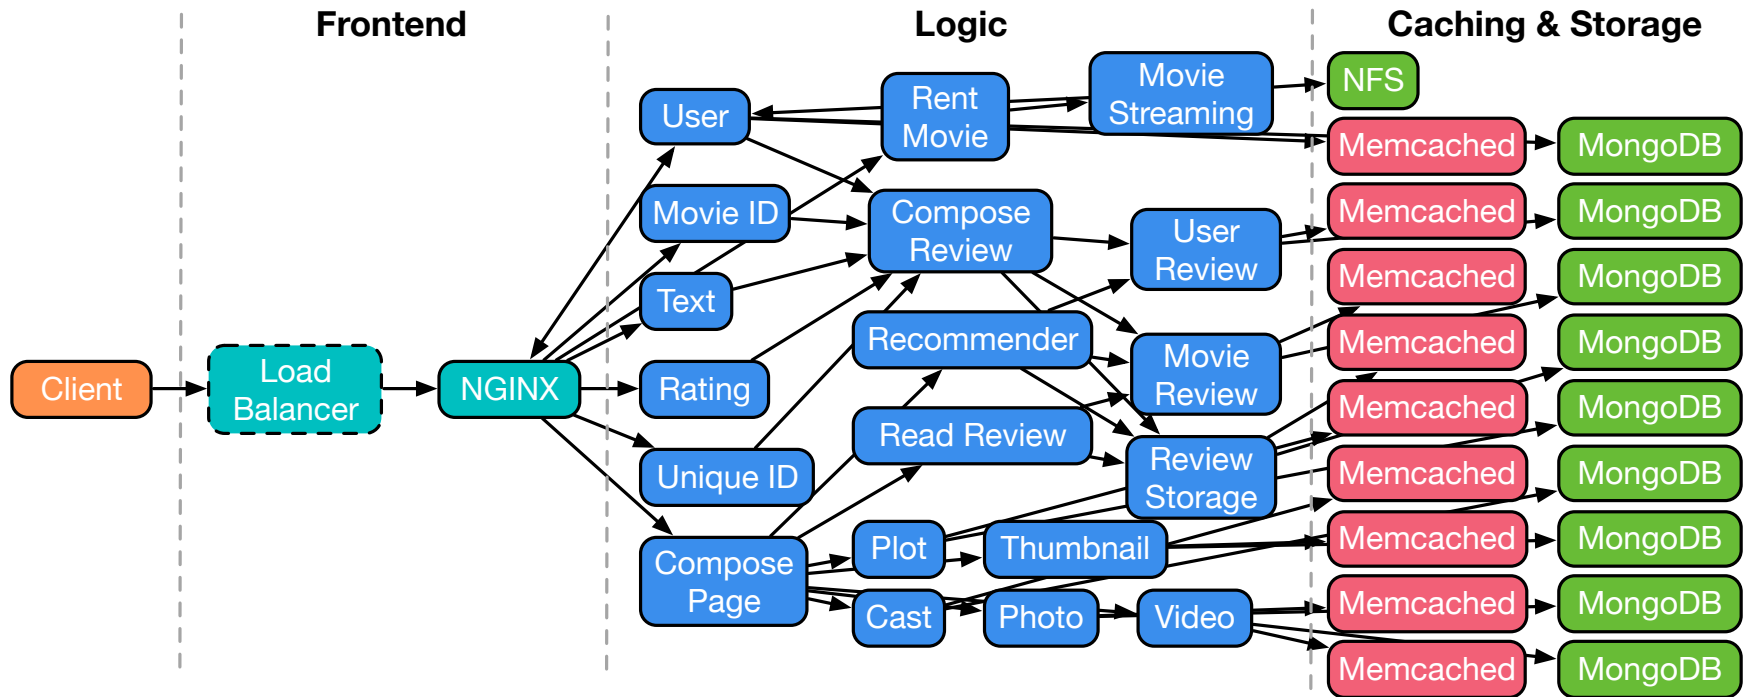 Frontend
Logic
Caching & Storage
Client
Load
Balancer
NGINX
User
Movie ID
Text
Rating
Unique ID
Compose
Page
Rent
Movie
Compose
Review
Recommender
Read Review
Plot
Thumbnail
Cast
Photo
Video
Movie
Streaming
User
Review
Movie
Review
Review
Storage
NFS
Memcached
MongoDB
Memcached
MongoDB
Memcached
MongoDB
Memcached
MongoDB
Memcached
MongoDB
Memcached
MongoDB
Memcached
MongoDB
Memcached
MongoDB
Memcached
MongoDB